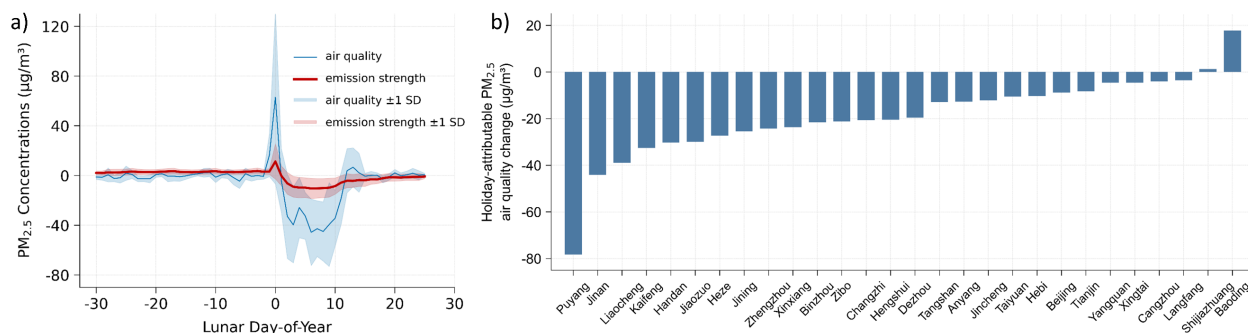 a)
PM2.5 Concentrations (μg/m³)
120
80
40
0
-40
-80
air quality
emission strength
air quality ±1 SD
emission strength ±1 SD
-30 -20 -10 0 10 20 30
Lunar Day-of-Year
b)
Holiday-attributable PM2.5
air quality change (μg/m³)
20
0
-20
-40
-60
-80
Puyang
Jinan
Liaocheng
Kaifeng
Handan
Jiaozuo
Heze
Jining
Zhengzhou
Xinxiang
Binzhou
Zibo
Changzhi
Hengshui
Dezhou
Tangshan
Anyang
Jincheng
Taiyuan
Hebi
Beijing
Tianjin
Yangquan
Xingtai
Cangzhou
Langfang
Shijiazhuang
Baoding